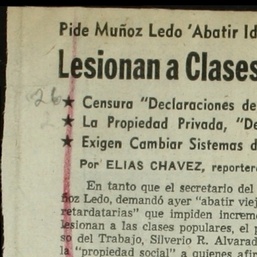 Pide Muñoz Ledo 'Abatir Id
Lesionan a Clases
26
★ Censura "Declaraciones de
★ La Propiedad Privada, "De
★ Exigen Cambiar Sistemas d
Por ELIAS CHAVEZ, reporter
En tanto que el secretario del
ñoz Ledo, demandó ayer "abatir viej
retardatarias" que impiden increme
lesionan a las clases populares, el p
so del Trabajo, Silverio R. Alvarad
la "propiedad social" a quienes afir